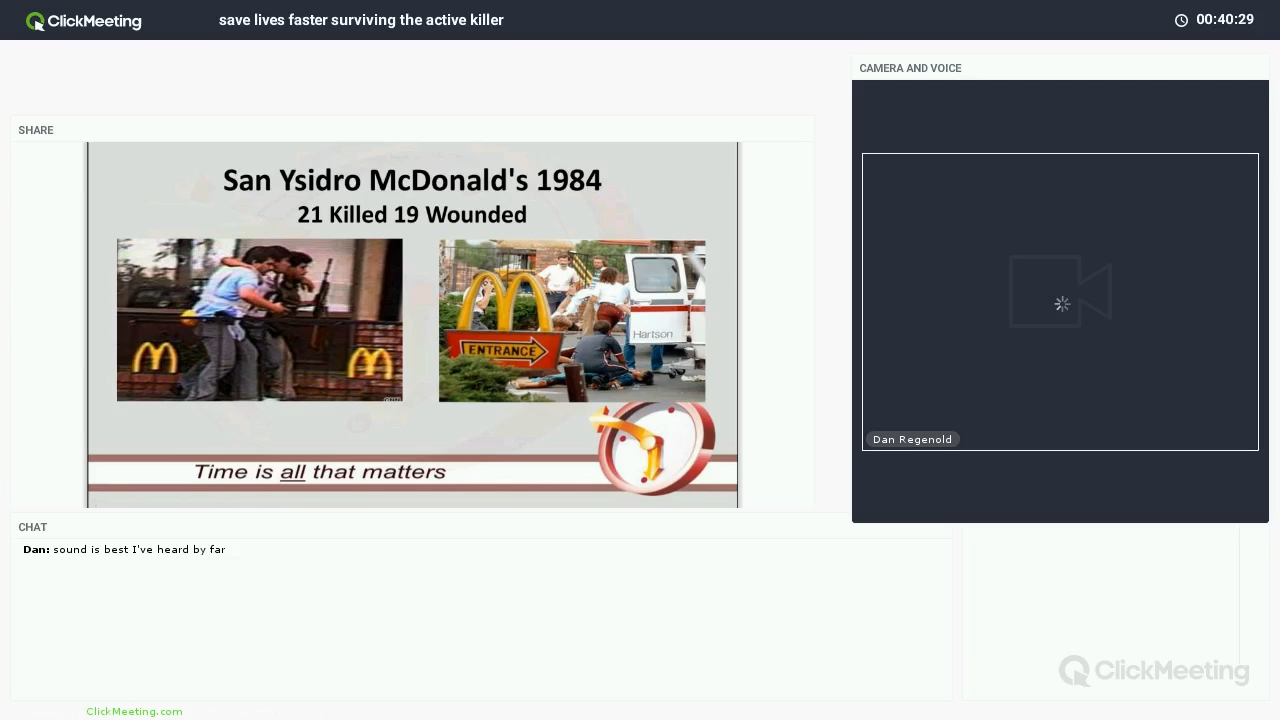 ClickMeeting
save lives faster surviving the active killer
00:40:29
CAMERA AND VOICE
SHARE
San Ysidro McDonald's 1984
21 Killed 19 Wounded
Hartson
ENTRANCE
Time is all that matters
Dan Regenold
CHAT
Dan: sound is best I've heard by far
ClickMeeting
ClickMeeting.com